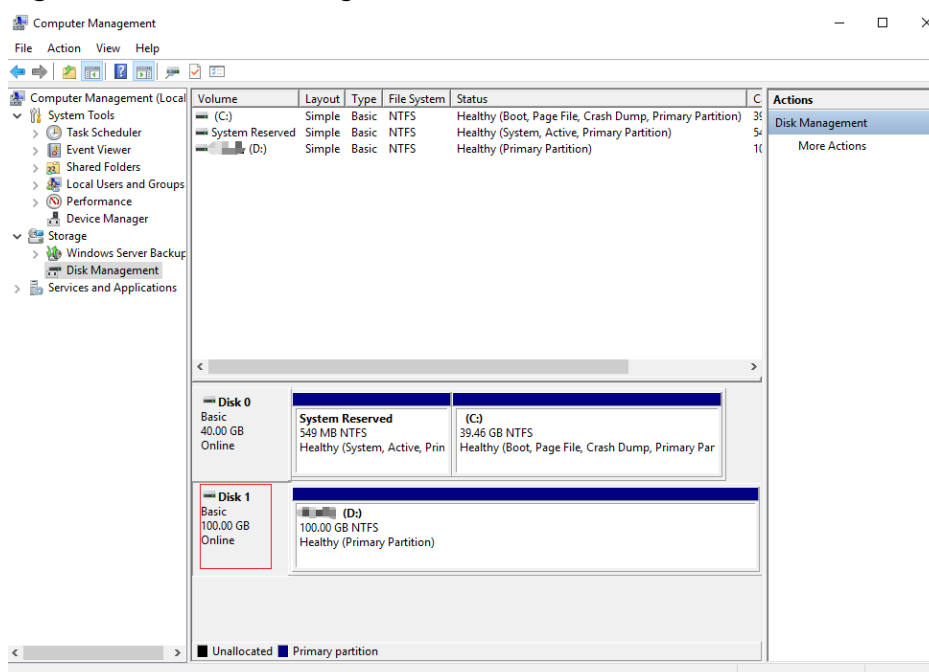 Computer Management
File Action View Help
Computer Management (Local
System Tools
Task Scheduler
Event Viewer
Shared Folders
Local Users and Groups
Performance
Device Manager
Storage
Windows Server Backup
Disk Management
Services and Applications
Volume Layout Type File System Status C
(C:) Simple Basic NTFS Healthy (Boot, Page File, Crash Dump, Primary Partition) 39
System Reserved Simple Basic NTFS Healthy (System, Active, Primary Partition) 54
(D:) Simple Basic NTFS Healthy (Primary Partition) 10
Actions
Disk Management
More Actions
Disk 0
Basic
40.00 GB
Online
System Reserved
549 MB NTFS
Healthy (System, Active, Prin
(C:)
39.46 GB NTFS
Healthy (Boot, Page File, Crash Dump, Primary Par
Disk 1
Basic
100.00 GB
Online
(D:)
100.00 GB NTFS
Healthy (Primary Partition)
Unallocated Primary partition